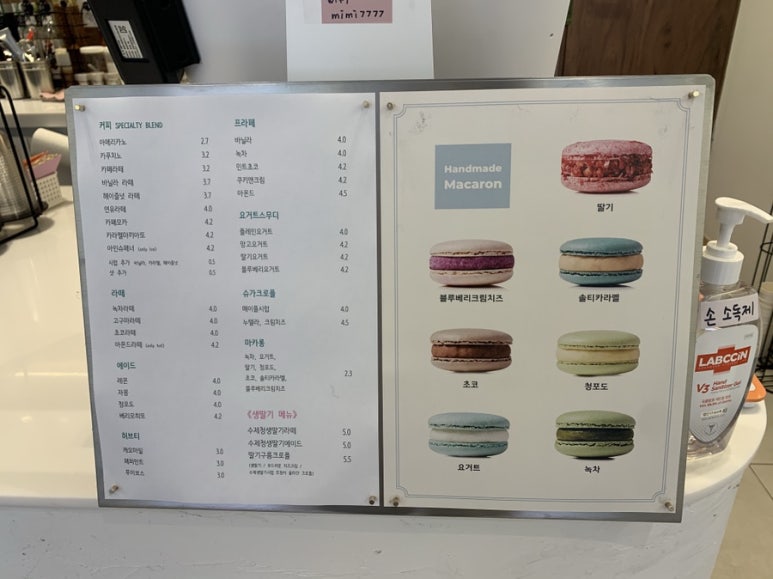 mimi7777
커피 SPECIALTY BLEND
아메리카노 2.7
카푸치노 3.2
카페라떼 3.2
바닐라 라떼 3.7
헤이즐넛 라떼 3.7
연유라떼 4.0
카페모카 4.2
카라멜마끼아또 4.2
아인슈페너 (only ice) 4.2
시럽 추가 바닐라, 카라멜, 헤이즐넛 0.5
샷 추가 0.5
라떼
녹차라떼 4.0
고구마라떼 4.0
초코라떼 4.0
아몬드라떼 (only hot) 4.2
에이드
레몬 4.0
자몽 4.0
청포도 4.0
베리모히또 4.2
허브티
캐모마일 3.0
페퍼민트 3.0
루이보스 3.0
프라페
바닐라 4.0
녹차 4.0
민트초코 4.0
쿠키앤크림 4.0
아몬드 4.5
요거트스무디
플레인요거트 4.0
망고요거트 4.2
딸기요거트 4.2
블루베리요거트 4.2
슈가크로플
메이플시럽 4.0
누텔라, 크림치즈 4.5
마카롱
녹차, 요거트,
딸기, 청포도,
초코, 솔티카라멜, 2.3
블루베리크림치즈
《생딸기 메뉴》
수제청생딸기라떼 5.0
수제청생딸기에이드 5.0
딸기구름크로플 5.5
Handmade
Macaron
딸기
블루베리크림치즈
솔티카라멜
초코
청포도
요거트
녹차
손 소독제
LABCCiN
V3 Hand
Sanitizer Gel